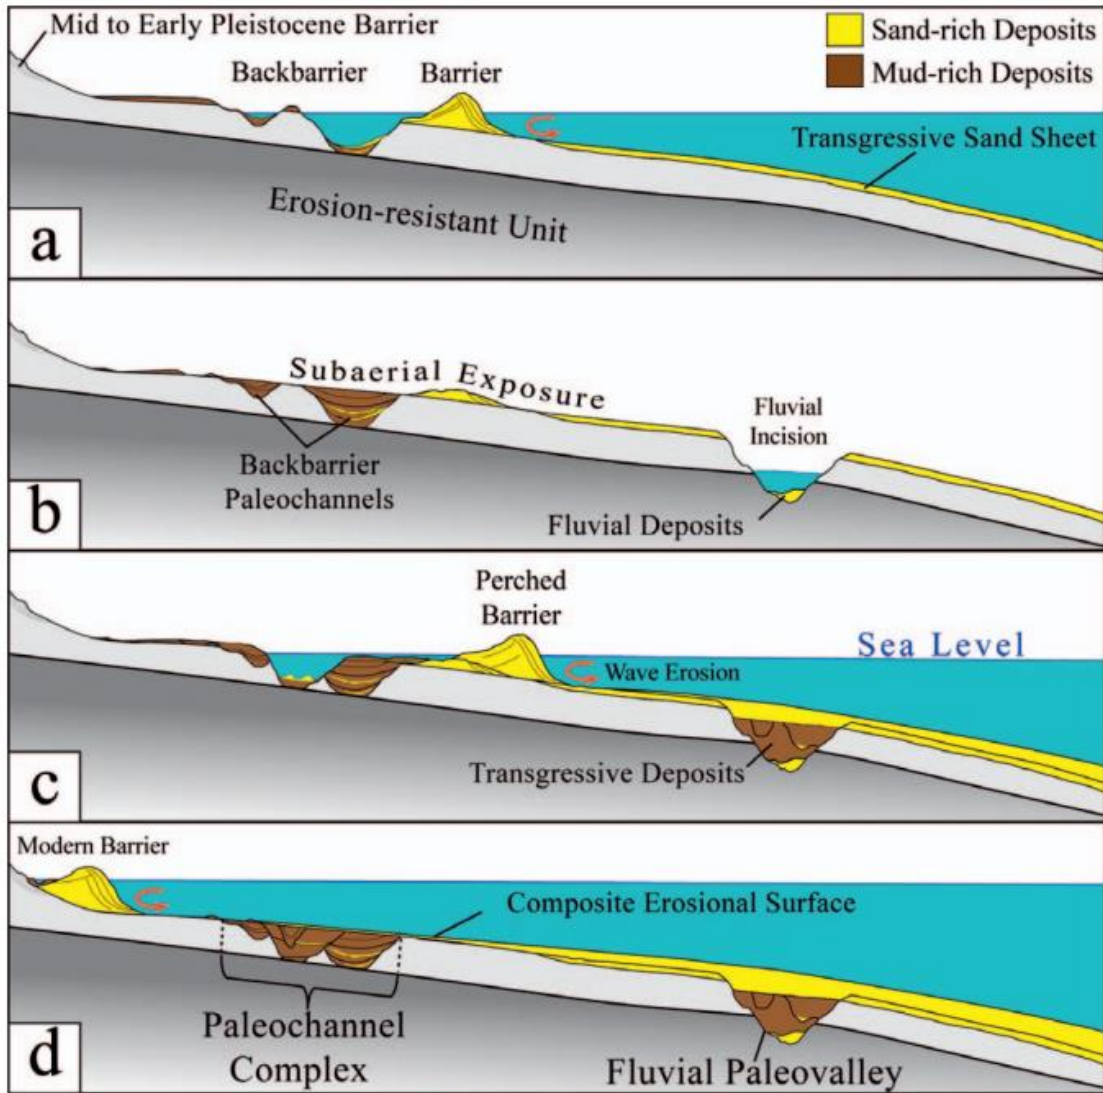 Mid to Early Pleistocene Barrier
Sand-rich Deposits
Mud-rich Deposits
Backbarrier
Barrier
Transgressive Sand Sheet
Erosion-resistant Unit
a
Subaerial Exposure
Fluvial
Incision
Backbarrier
Paleochannels
Fluvial Deposits
b
Perched
Barrier
Sea Level
Wave Erosion
Transgressive Deposits
c
Modern Barrier
Composite Erosional Surface
Paleochannel
Complex
Fluvial Paleovalley
d